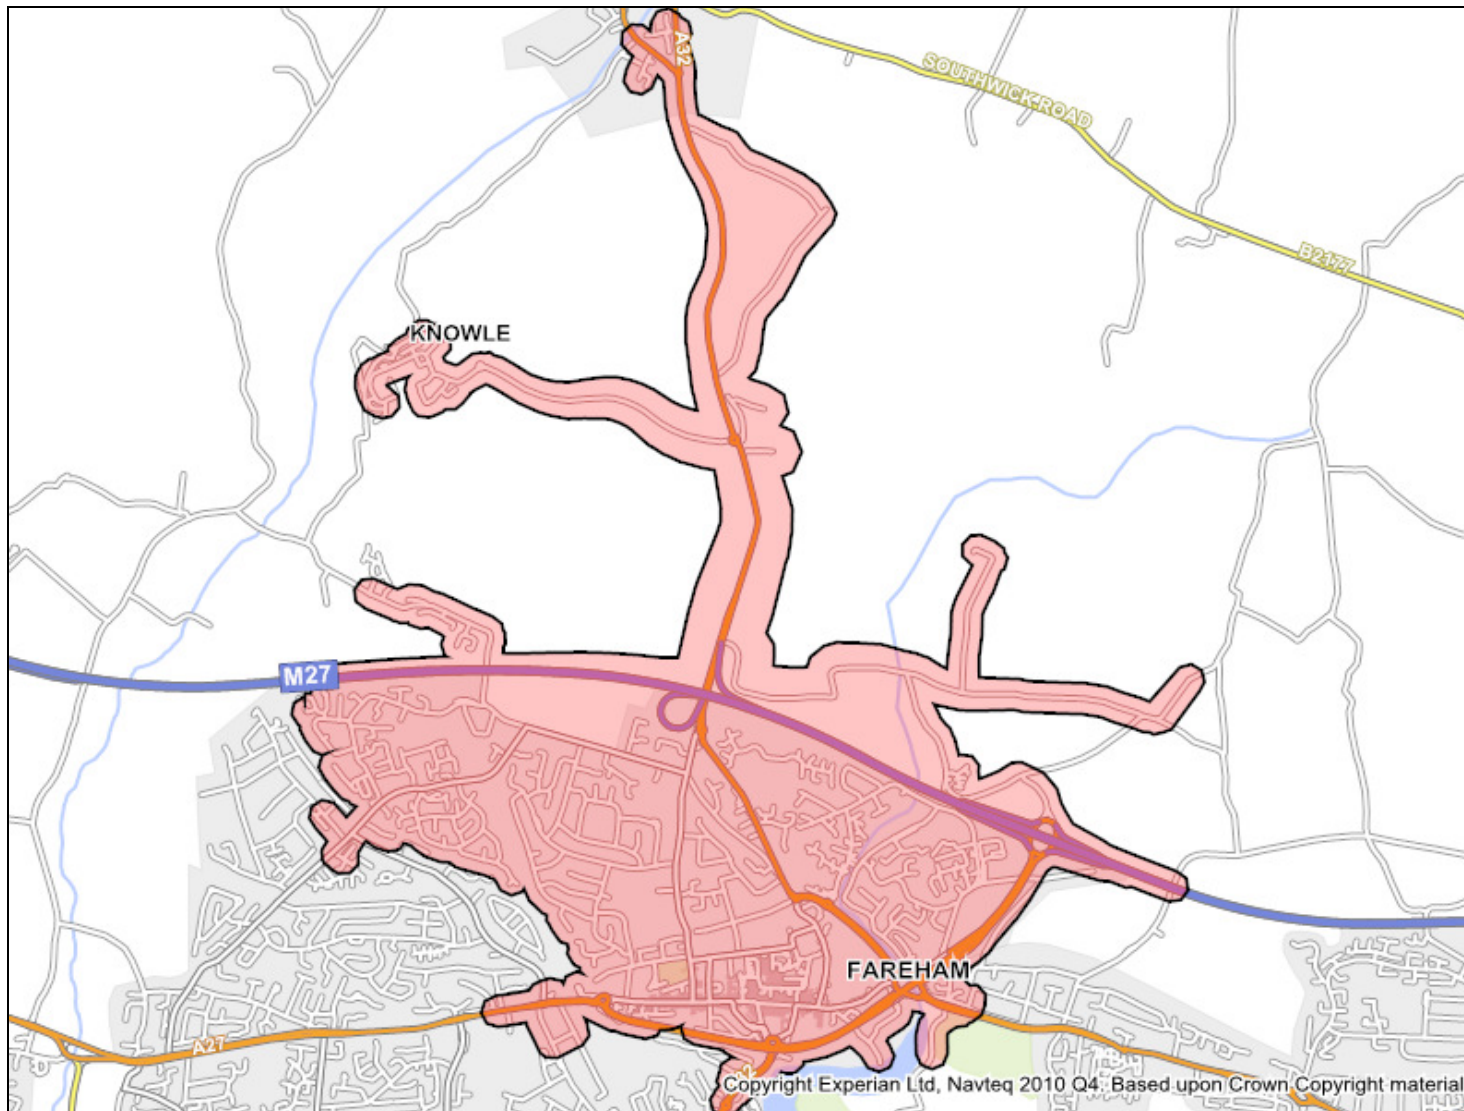 A32
SOUTHWICK ROAD
B2177
KNOWLE
M27
FAREHAM
A27
Copyright Experian Ltd, Navteq 2010 Q4. Based upon Crown Copyright material